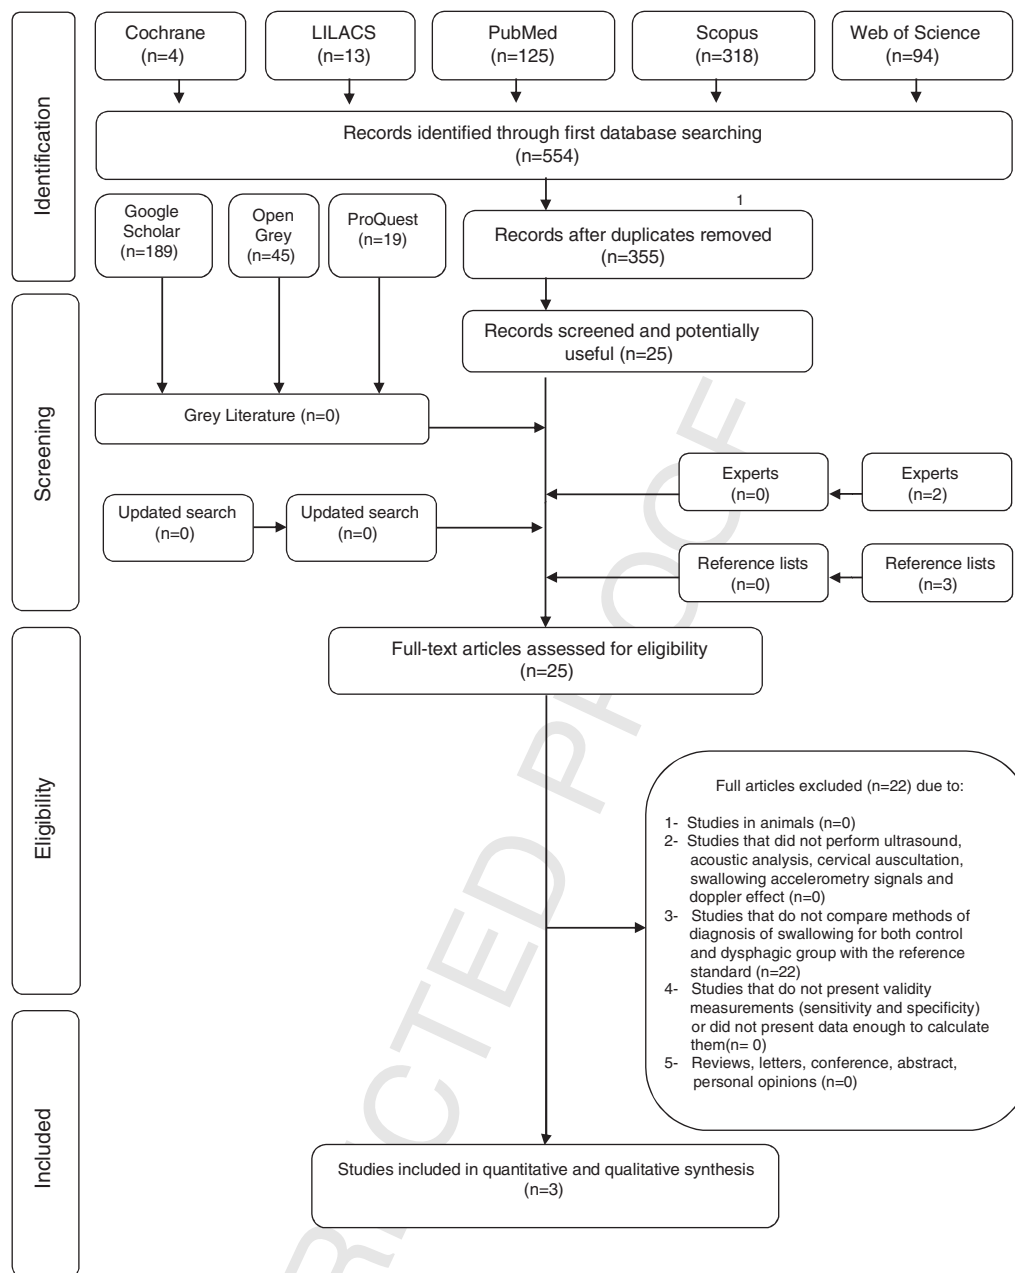 Cochrane
(n=4)
LILACS
(n=13)
PubMed
(n=125)
Scopus
(n=318)
Web of Science
(n=94)
Identification
Records identified through first database searching
(n=554)
Google
Scholar
(n=189)
Open
Grey
(n=45)
ProQuest
(n=19)
1
Records after duplicates removed
(n=355)
Screening
Records screened and potentially
useful (n=25)
Grey Literature (n=0)
Experts
(n=0)
Experts
(n=2)
Updated search
(n=0)
Updated search
(n=0)
Reference lists
(n=0)
Reference lists
(n=3)
Eligibility
Full-text articles assessed for eligibility
(n=25)
Full articles excluded (n=22) due to:
1- Studies in animals (n=0)
2- Studies that did not perform ultrasound,
acoustic analysis, cervical auscultation,
swallowing accelerometry signals and
doppler effect (n=0)
3- Studies that do not compare methods of
diagnosis of swallowing for both control
and dysphagic group with the reference
standard (n=22)
4- Studies that do not present validity
measurements (sensitivity and specificity)
or did not present data enough to calculate
them(n= 0)
5- Reviews, letters, conference, abstract,
personal opinions (n=0)
Included
Studies included in quantitative and qualitative synthesis
(n=3)
RICTED PROOF